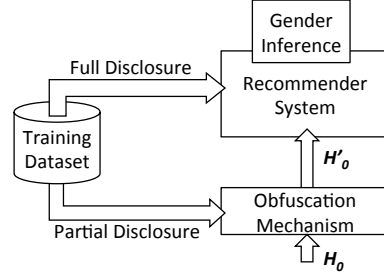 Gender
Inference
Full Disclosure
Recommender
System
Training
Dataset
H'₀
Obfuscation
Mechanism
Partial Disclosure
H₀